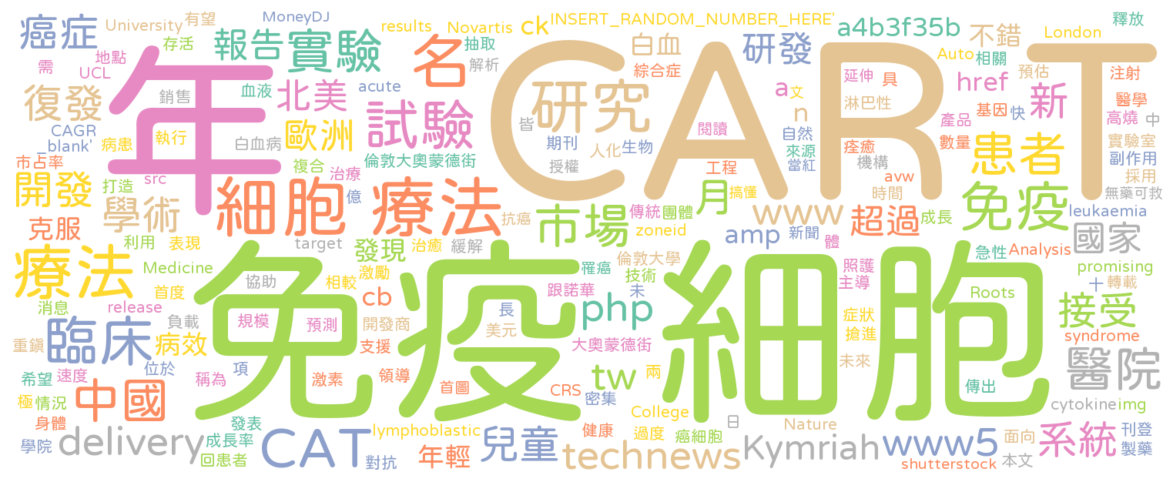 癌症 University 有望 MoneyDJ results Novartis ck INSERT_RANDOM_NUMBER_HERE' 白血 研發 a4b3f35b 不錯 London 釋放
地點 存活 報告 實驗 名 抽取 解析 綜合症 Auto 相關 預估 注射
需 UCL 年 銷售 血液 北美 acute CART 研究 a 文 延伸 具 href 新 醫學
復發 CAGR _blank' 病患 執行 白血病 歐洲 試驗 皆 期刊 人化 生物 閱讀 n 淋巴性 自然 產品 基因 快 高燒 中
市占率 src 複合 治療 倫敦大奧蒙德街 授權 工程 來源 當紅 痊癒 機構 數量 患者 實驗室 副作用
開發 打造 億 細胞 療法 抗癌 市場 傳統 團體 月 搞懂 avw 時間 採用 無藥可救
克服 學術 利用 表現 target 發現 治癒 緩解 zoneid www 超過 成長 免疫 leukaemia
療法 Medicine 首度 協助 相較 激勵 免疫細胞 罹癌 倫敦大學 技術 未 amp 新聞 體 照護 主導 急性 Analysis 國家
消息 release 負載 規模 預測 cb 開發商 跟諾華 長 美元 php Roots promising 十 轉載
重鎮 臨床 病效 支援 大奧蒙德街 症狀 搶進 接受 syndrome
希望 速度 位於 項 稱為 激素 領導 首圖 CRS tw 兩 未來 傳出 醫院
極 情況 中國 密集 College 日 Nature cytokine img
身體 發表 lymphoblastic 健康 過度 癌細胞
學院 delivery 成長率 回患者 CAT 對抗 年輕 兒童 technews Kymriah www5 shutterstock 面向 本文 系統 刊登 製藥